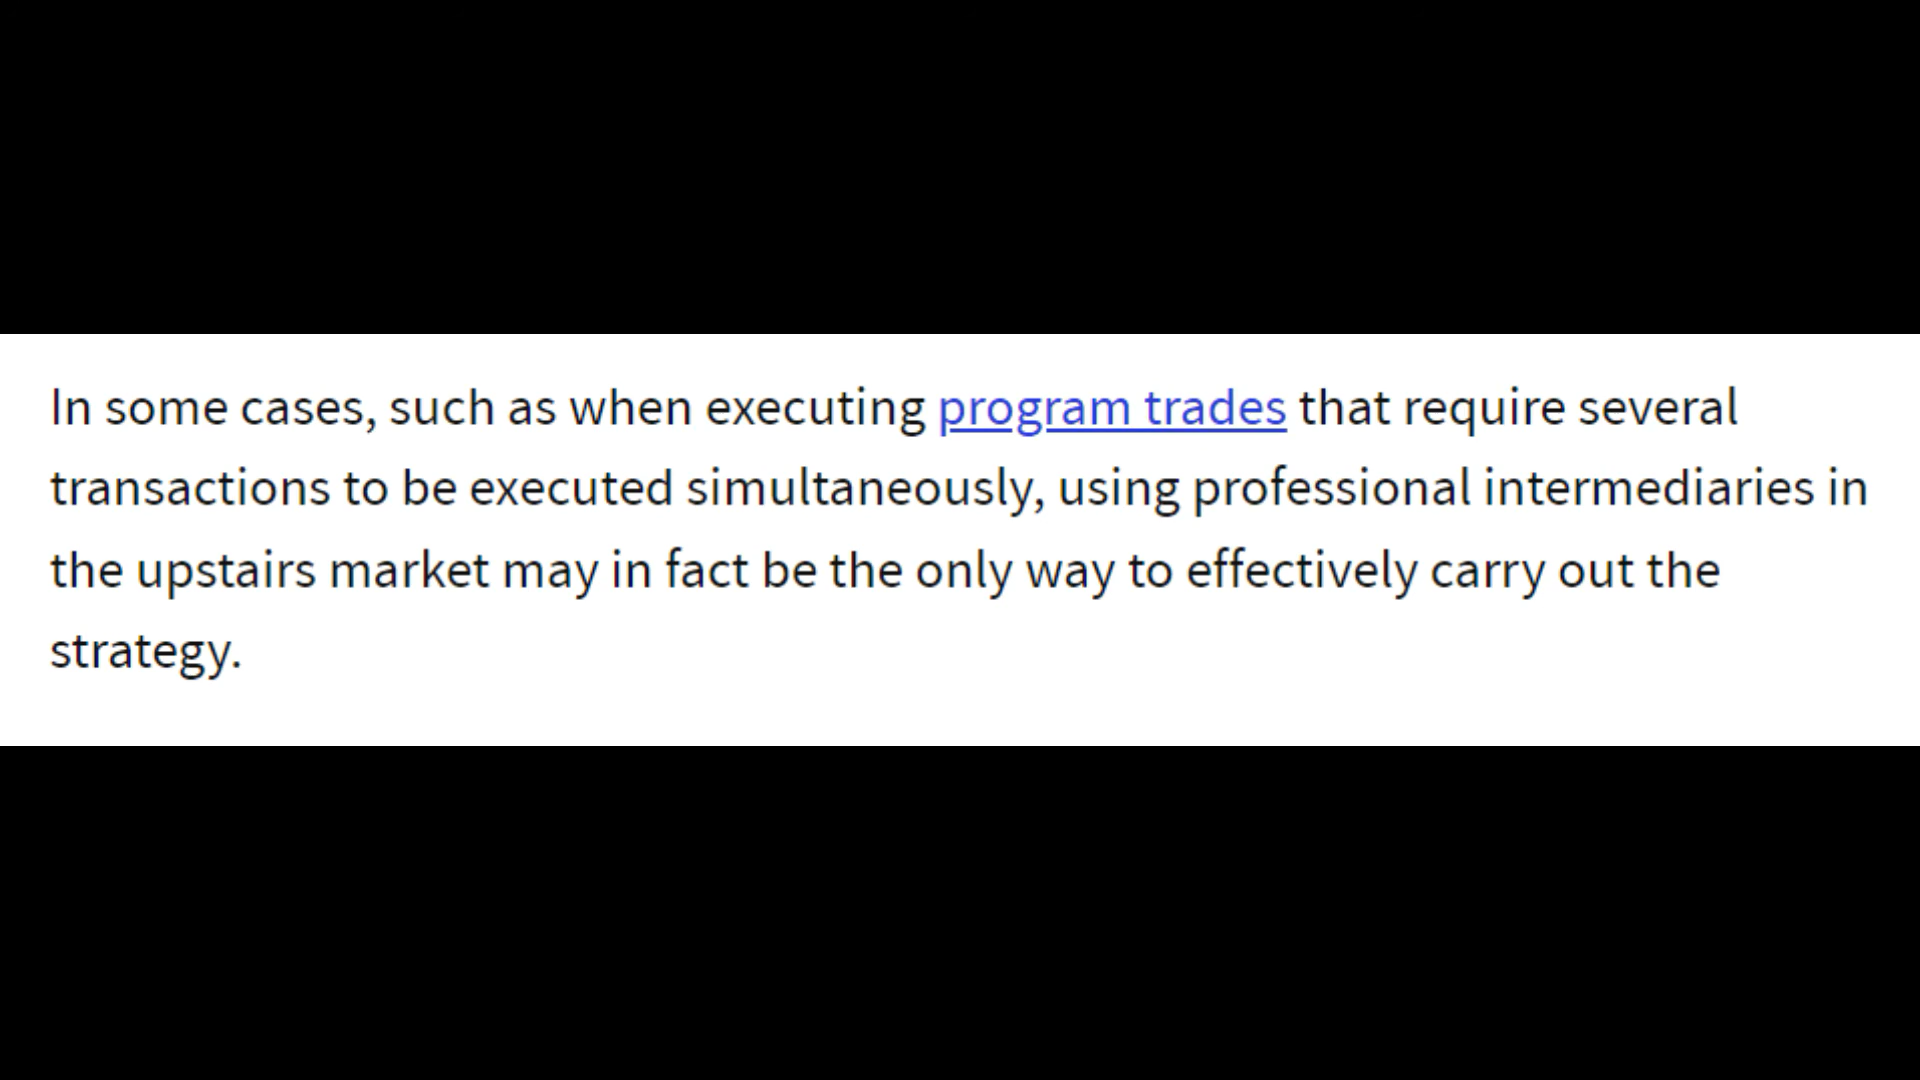 In some cases, such as when executing program trades that require several
transactions to be executed simultaneously, using professional intermediaries in
the upstairs market may in fact be the only way to effectively carry out the
strategy.